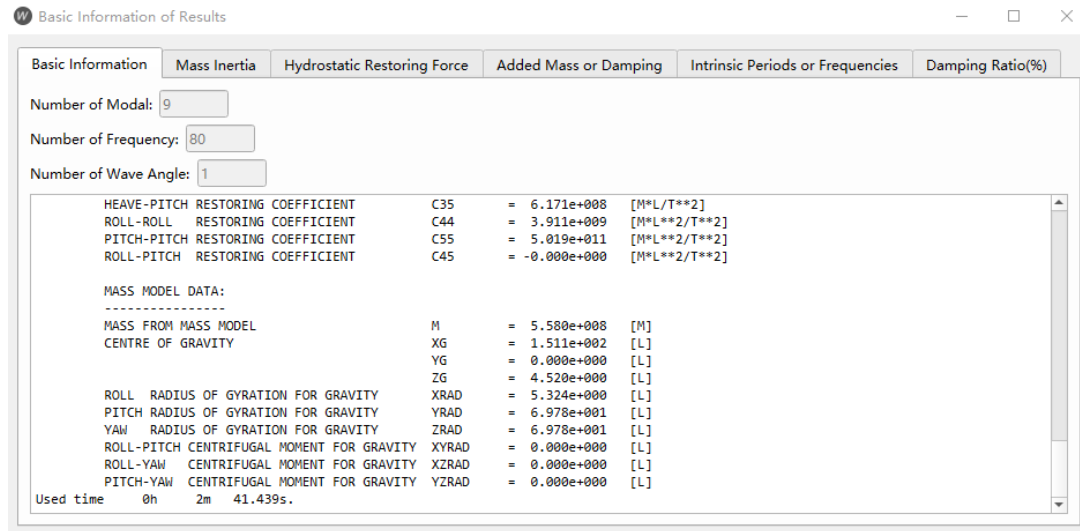 Basic Information of Results
Basic Information Mass Inertia Hydrostatic Restoring Force Added Mass or Damping Intrinsic Periods or Frequencies Damping Ratio(%)
Number of Modal: 9
Number of Frequency: 80
Number of Wave Angle: 1
HEAVE-PITCH RESTORING COEFFICIENT C35 = 6.171e+008 [M*L/T**2]
ROLL-ROLL RESTORING COEFFICIENT C44 = 3.911e+009 [M*L**2/T**2]
PITCH-PITCH RESTORING COEFFICIENT C55 = 5.019e+011 [M*L**2/T**2]
ROLL-PITCH RESTORING COEFFICIENT C45 = -0.000e+000 [M*L**2/T**2]
MASS MODEL DATA:
----------------
MASS FROM MASS MODEL M = 5.580e+008 [M]
CENTRE OF GRAVITY XG = 1.511e+002 [L]
YG = 0.000e+000 [L]
ZG = 4.520e+000 [L]
ROLL RADIUS OF GYRATION FOR GRAVITY XRAD = 5.324e+000 [L]
PITCH RADIUS OF GYRATION FOR GRAVITY YRAD = 6.978e+001 [L]
YAW RADIUS OF GYRATION FOR GRAVITY ZRAD = 6.978e+001 [L]
ROLL-PITCH CENTRIFUGAL MOMENT FOR GRAVITY XYRAD = 0.000e+000 [L]
ROLL-YAW CENTRIFUGAL MOMENT FOR GRAVITY XZRAD = 0.000e+000 [L]
PITCH-YAW CENTRIFUGAL MOMENT FOR GRAVITY YZRAD = 0.000e+000 [L]
Used time 0h 2m 41.439s.